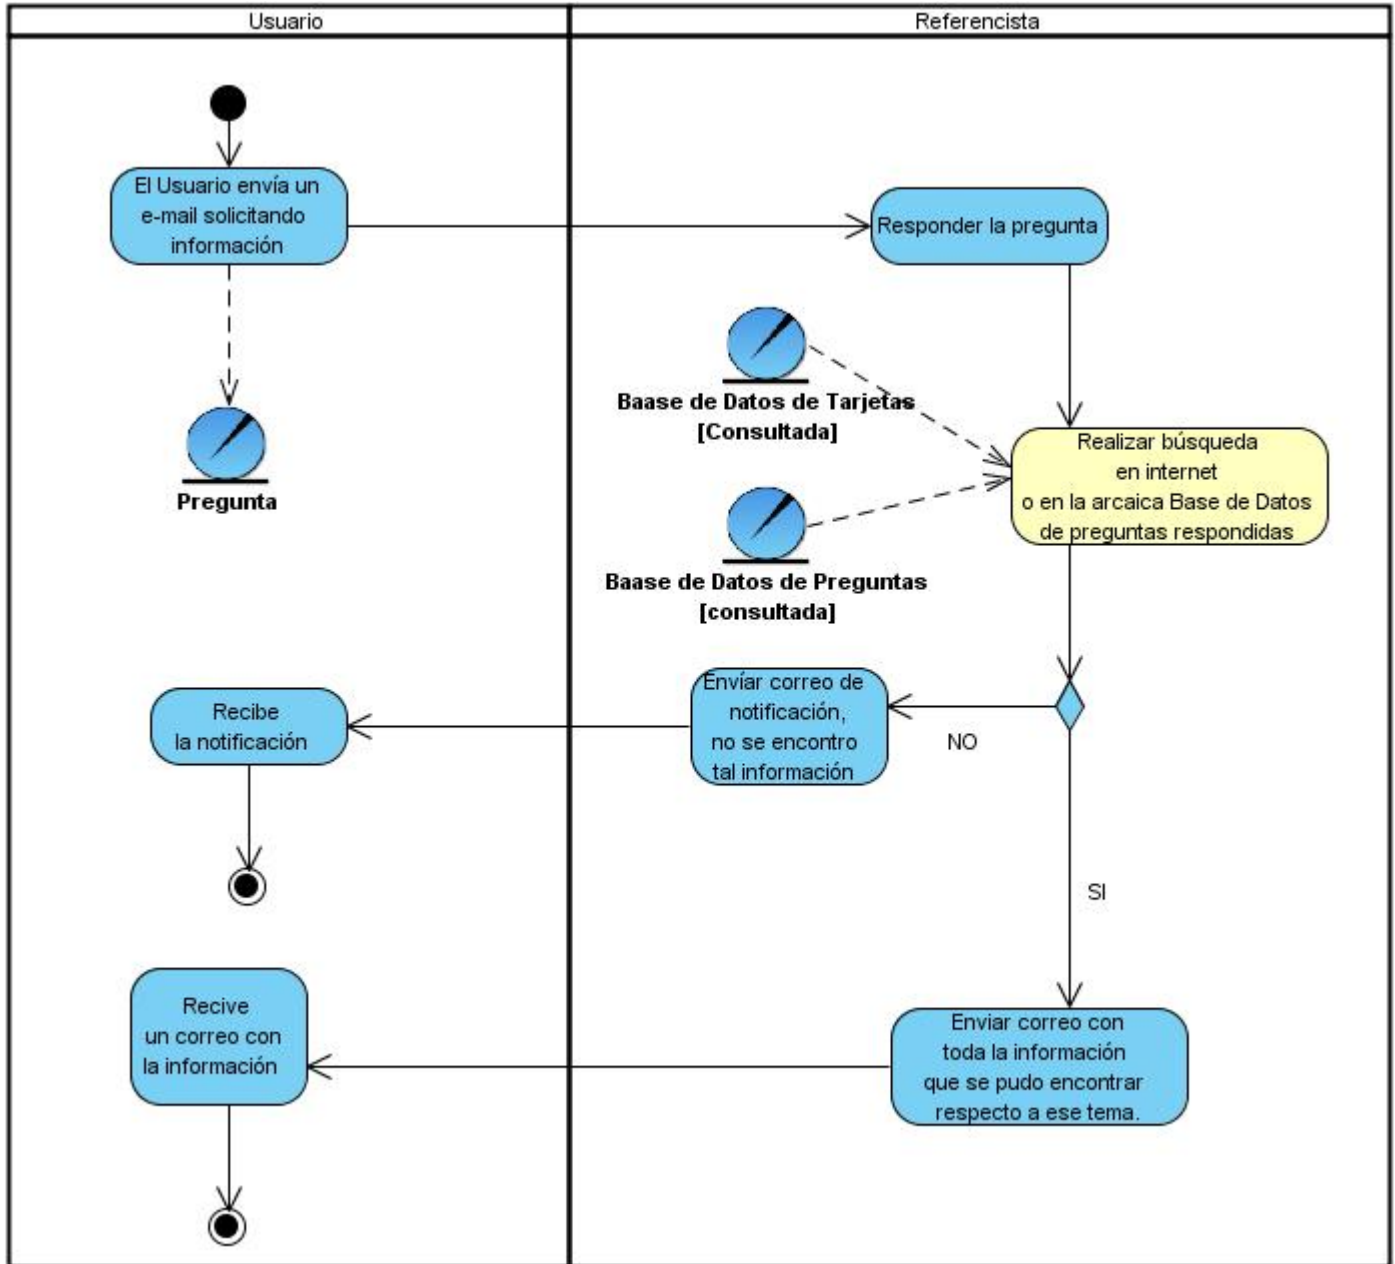 Usuario
Referencista
El Usuario envía un
e-mail solicitando
información
Responder la pregunta
Baase de Datos de Tarjetas
[Consultada]
Realizar búsqueda
en internet
o en la arcaica Base de Datos
de preguntas respondidas
Pregunta
Baase de Datos de Preguntas
[consultada]
Envíar correo de
notificación,
no se encontro
tal información
NO
Recibe
la notificación
SI
Recive
un correo con
la información
Enviar correo con
toda la información
que se pudo encontrar
respecto a ese tema.